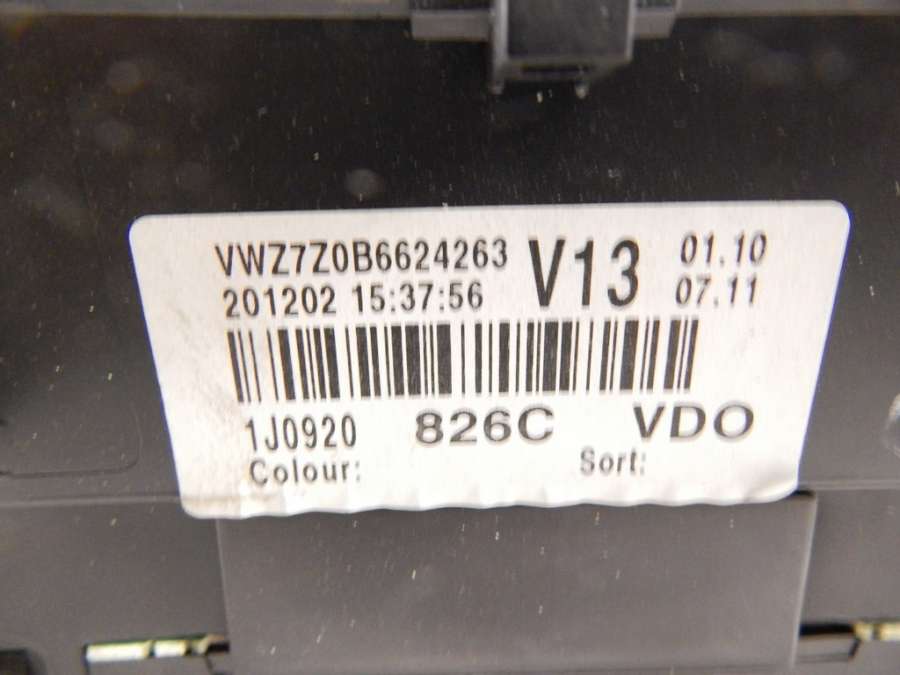 VWZ7Z0B6624263 V13 01.10
201202 15:37:56 07.11
1J0920 826C VDO
Colour: Sort: